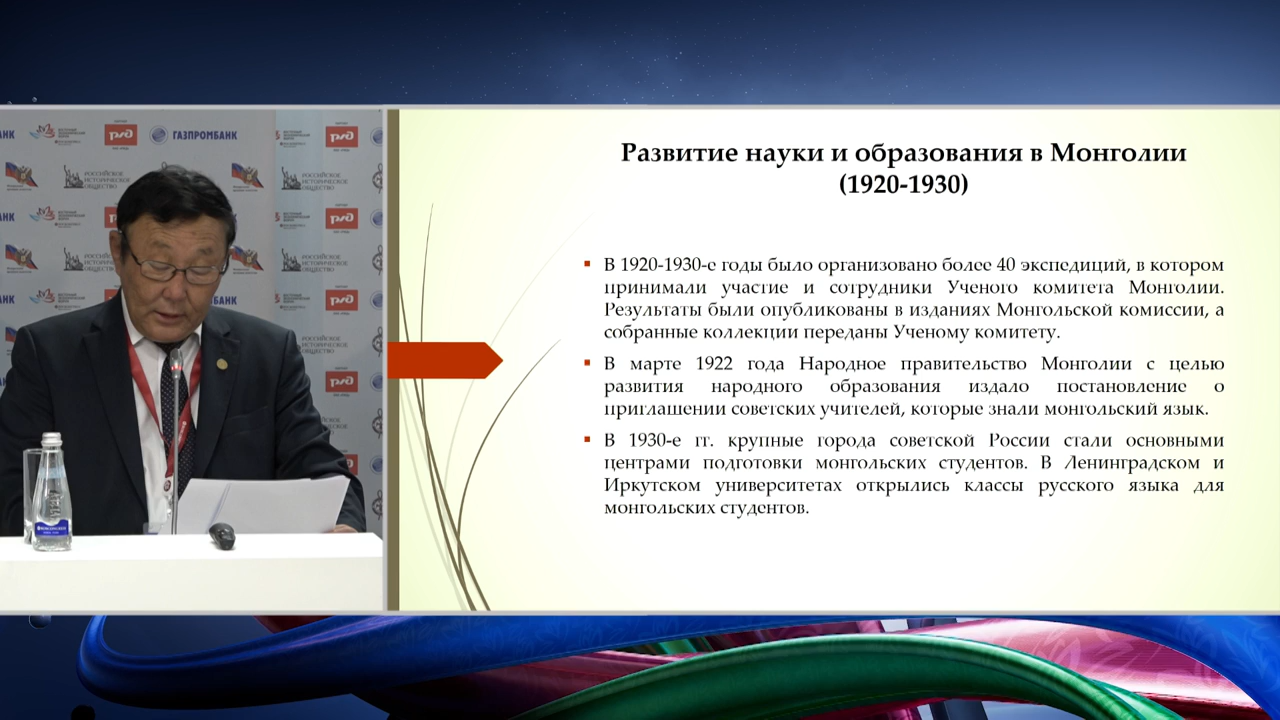 АНК
ГАЗПРОМБАНК
РОССИЙСКОЕ
ИСТОРИЧЕСКОЕ
ОБЩЕСТВО
Развитие науки и образования в Монголии
(1920-1930)
В 1920-1930-е годы было организовано более 40 экспедиций, в котором
принимали участие и сотрудники Ученого комитета Монголии.
Результаты были опубликованы в изданиях Монгольской комиссии, а
собранные коллекции переданы Ученому комитету.
В марте 1922 года Народное правительство Монголии с целью
развития народного образования издало постановление о
приглашении советских учителей, которые знали монгольский язык.
В 1930-е гг. крупные города советской России стали основными
центрами подготовки монгольских студентов. В Ленинградском и
Иркутском университетах открылись классы русского языка для
монгольских студентов.